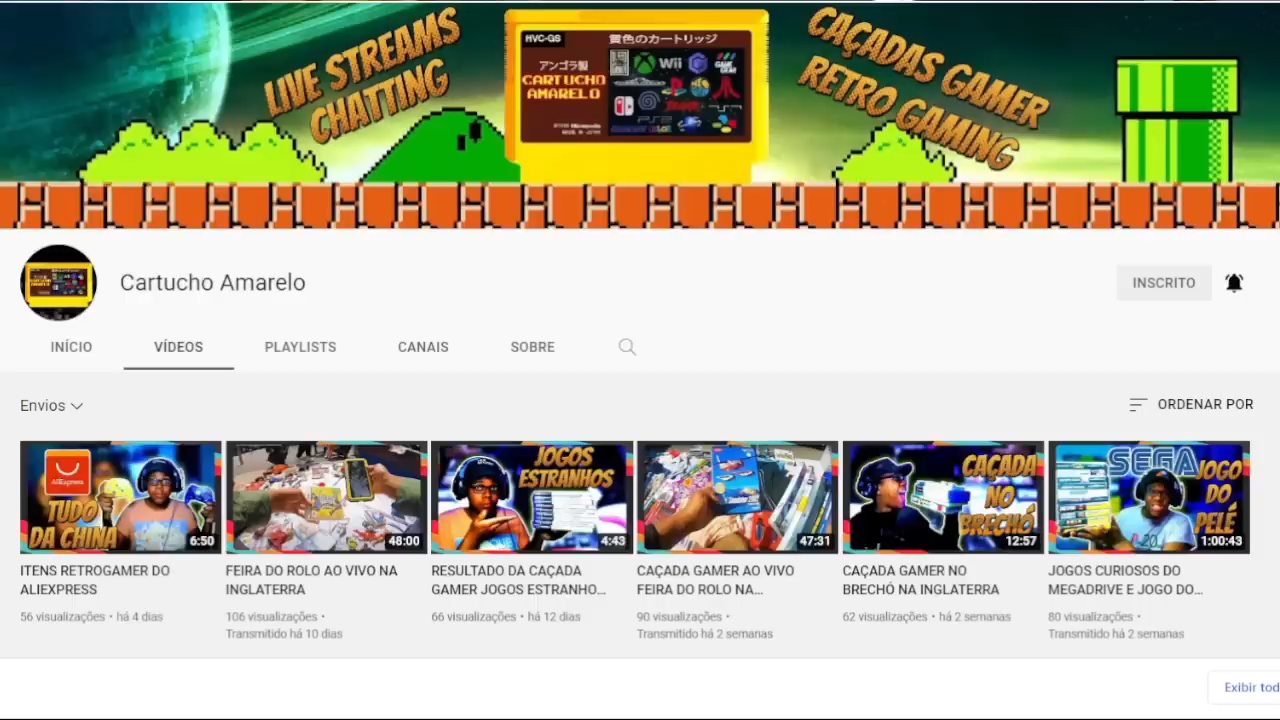 LIVE STREAMS
CHATTING
HVC-GS
黄色のカートリッジ
アンゴラ製
CARTUCHO
AMARELO
Wii
GAME GEAR
PS2
CAÇADAS GAMER
RETRO GAMING
Cartucho Amarelo
INSCRITO
INÍCIO
VÍDEOS
PLAYLISTS
CANAIS
SOBRE
Envios
ORDENAR POR
AliExpress
TUDO
DA CHINA
6:50
48:00
JOGOS
ESTRANHOS
4:43
47:31
CAÇADA
NO
BRECHÓ
12:57
SEGA
JOGO
DO
PELÉ
1:00:43
ITENS RETROGAMER DO
ALIEXPRESS
56 visualizações • há 4 dias
FEIRA DO ROLO AO VIVO NA
INGLATERRA
106 visualizações •
Transmitido há 10 dias
RESULTADO DA CAÇADA
GAMER JOGOS ESTRANHO...
66 visualizações • há 12 dias
CAÇADA GAMER AO VIVO
FEIRA DO ROLO NA...
90 visualizações •
Transmitido há 2 semanas
CAÇADA GAMER NO
BRECHÓ NA INGLATERRA
62 visualizações • há 2 semanas
JOGOS CURIOSOS DO
MEGADRIVE E JOGO DO...
80 visualizações •
Transmitido há 2 semanas
Exibir tod